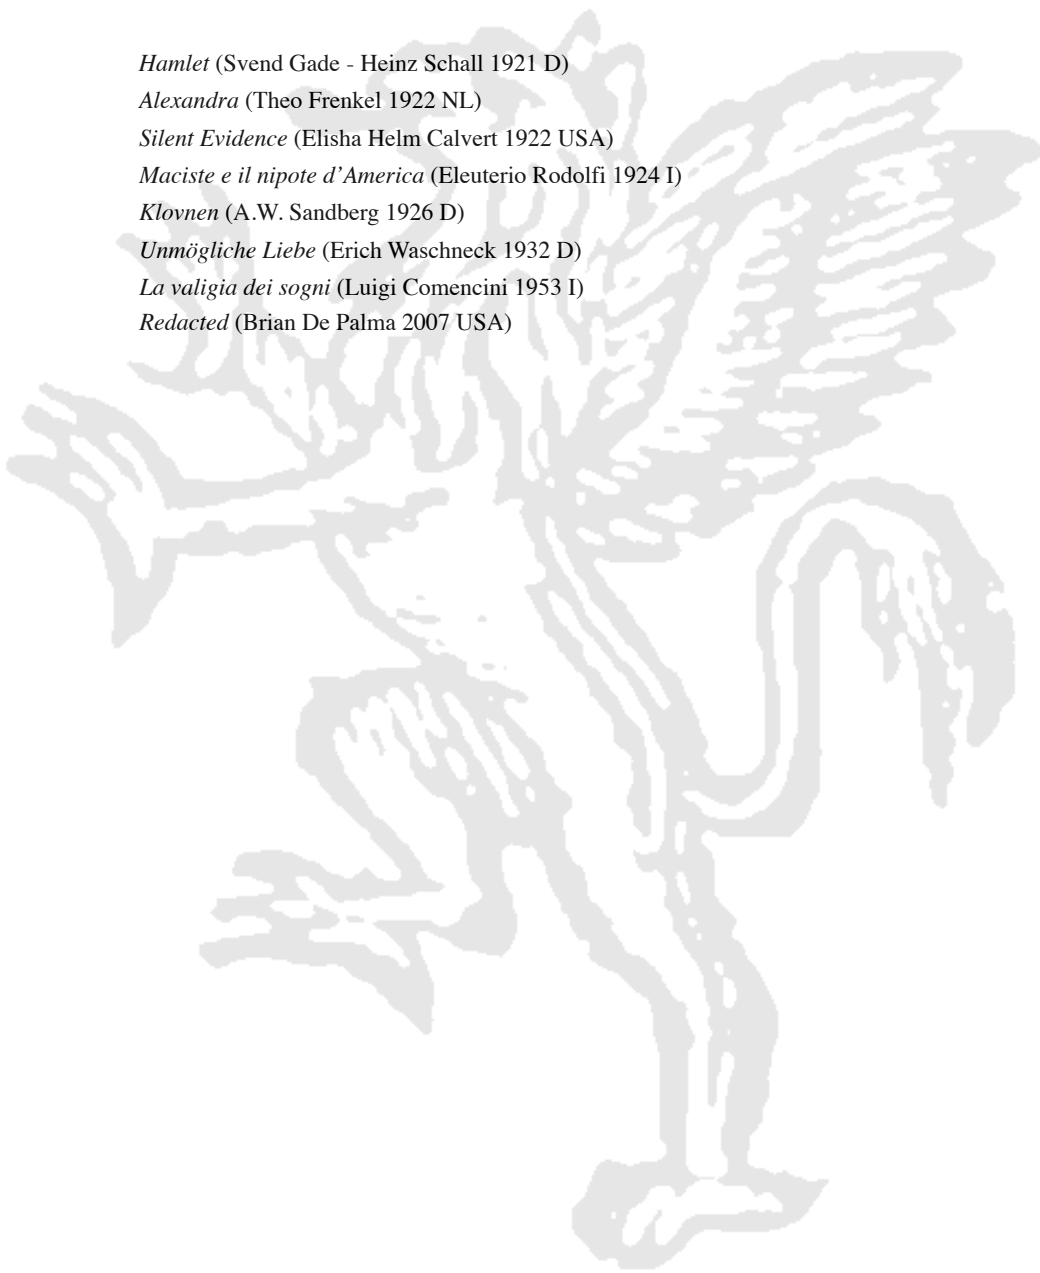 Hamlet (Svend Gade - Heinz Schall 1921 D)
Alexandra (Theo Frenkel 1922 NL)
Silent Evidence (Elisha Helm Calvert 1922 USA)
Maciste e il nipote d’America (Eleuterio Rodolfi 1924 I)
Klovnen (A.W. Sandberg 1926 D)
Unmögliche Liebe (Erich Waschneck 1932 D)
La valigia dei sogni (Luigi Comencini 1953 I)
Redacted (Brian De Palma 2007 USA)